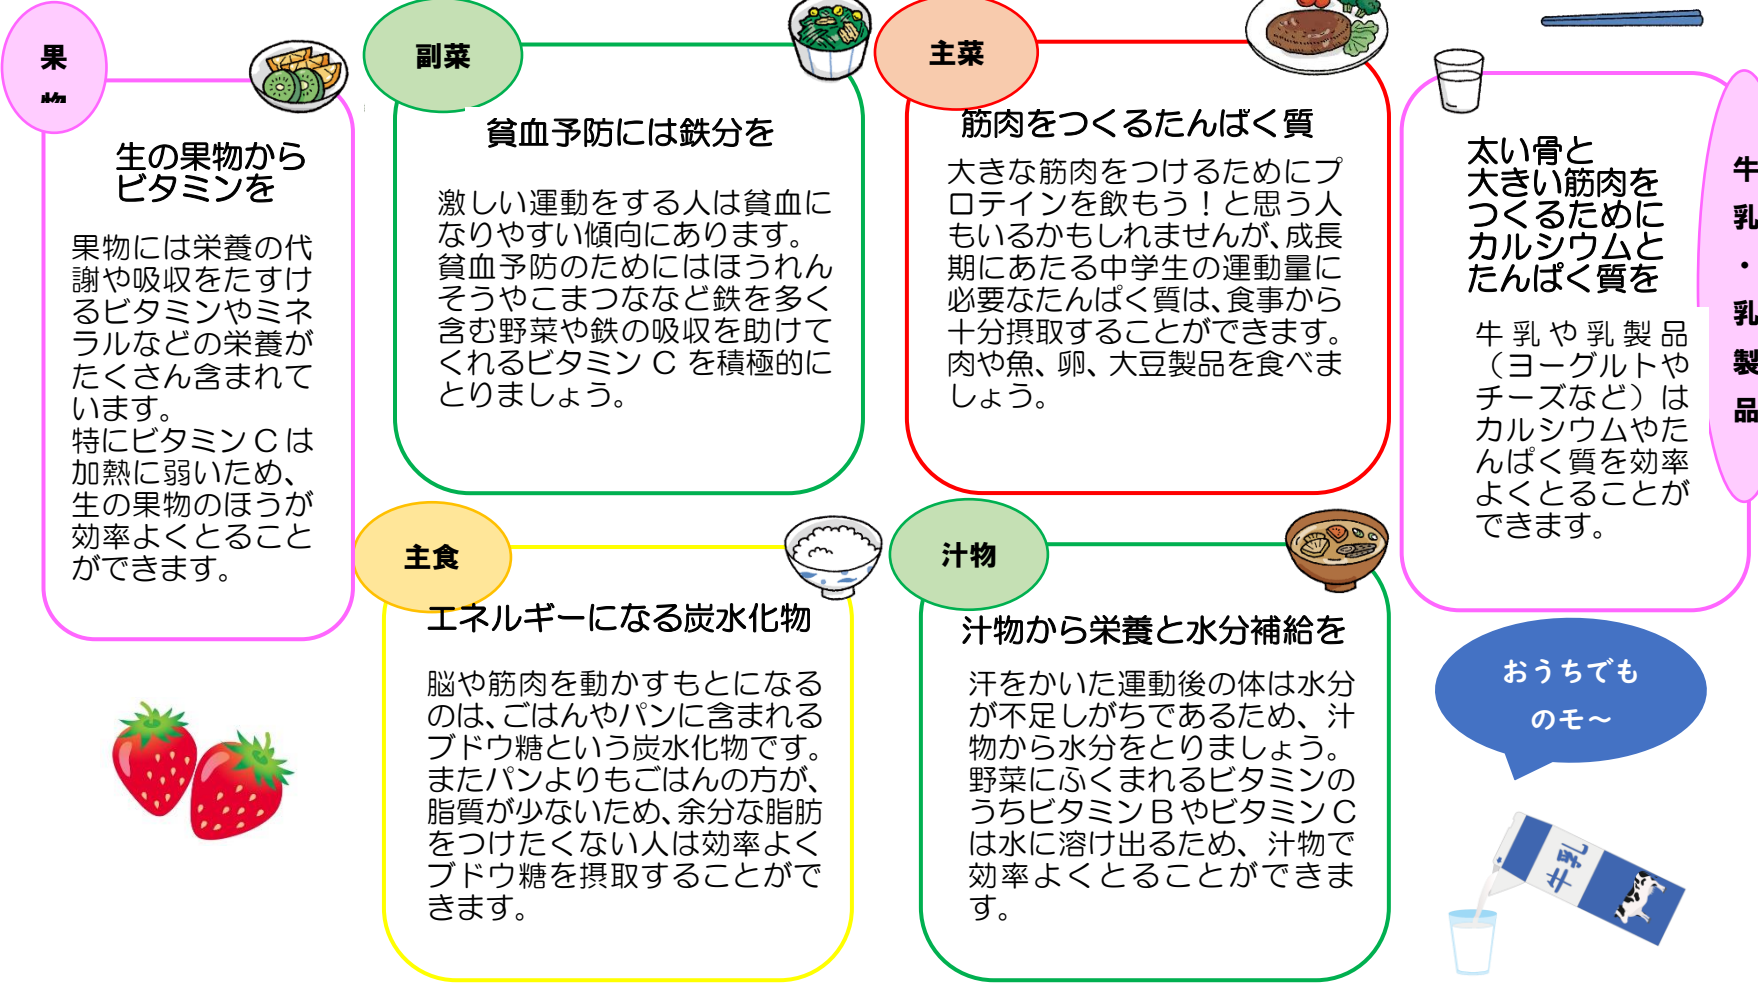 果
物
生の果物から
ビタミンを
果物には栄養の代
謝や吸収をたすけ
るビタミンやミネ
ラルなどの栄養が
たくさん含まれて
います。
特にビタミンCは
加熱に弱いため、
生の果物のほうが
効率よくとること
ができます。
副菜
貧血予防には鉄分を
激しい運動をする人は貧血に
なりやすい傾向にあります。
貧血予防のためにはほうれん
そうやこまつななど鉄を多く
含む野菜や鉄の吸収を助けて
くれるビタミン C を積極的に
とりましょう。
主菜
筋肉をつくるたんぱく質
大きな筋肉をつけるためにプ
ロテインを飲もう！と思う人
もいるかもしれませんが、成長
期にあたる中学生の運動量に
必要なたんぱく質は、食事から
十分摂取することができます。
肉や魚、卵、大豆製品を食べま
しょう。
牛乳・乳製品
太い骨と
大きい筋肉を
つくるために
カルシウムと
たんぱく質を
牛乳や乳製品
（ヨーグルトや
チーズなど）は
カルシウムやた
んぱく質を効率
よくとることが
できます。
主食
エネルギーになる炭水化物
脳や筋肉を動かすもとになる
のは、ごはんやパンに含まれる
ブドウ糖という炭水化物です。
またパンよりもごはんの方が、
脂質が少ないため、余分な脂肪
をつけたくない人は効率よく
ブドウ糖を摂取することがで
きます。
汁物
汁物から栄養と水分補給を
汗をかいた運動後の体は水分
が不足しがちであるため、汁
物から水分をとりましょう。
野菜にふくまれるビタミンの
うちビタミンBやビタミンC
は水に溶け出るため、汁物で
効率よくとることができま
す。
おうちでも
のモ～
牛乳